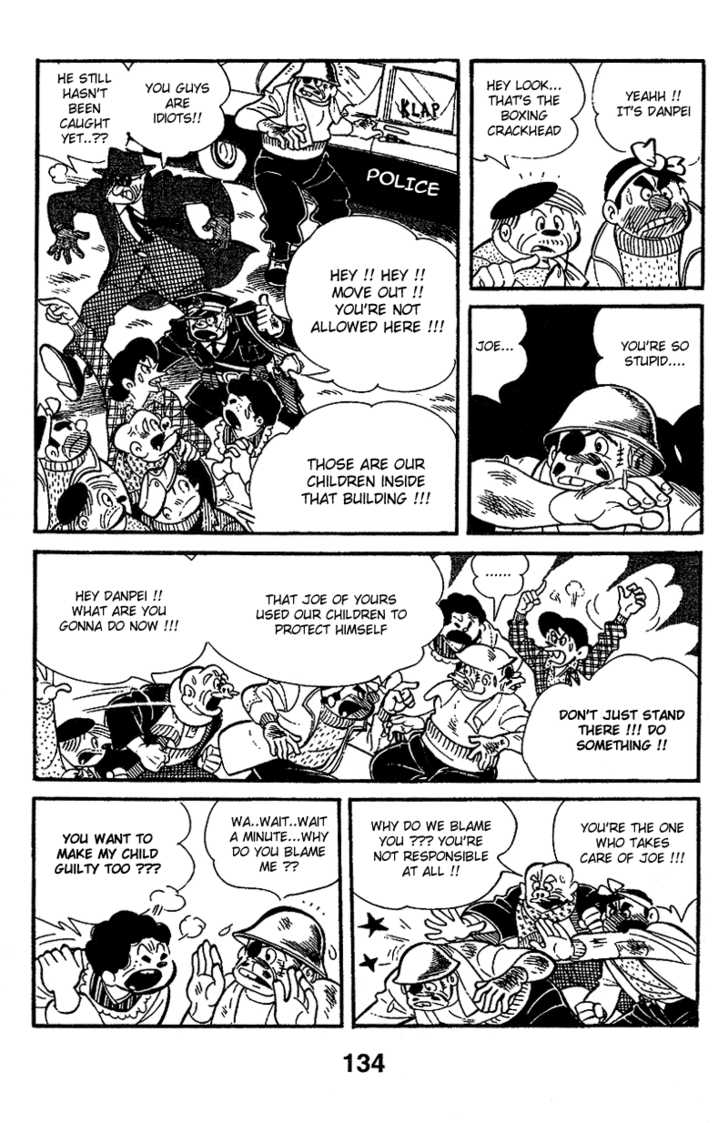 HE STILL
HASN'T
BEEN
CAUGHT
YET..??
YOU GUYS
ARE
IDIOTS!!
KLAP
POLICE
HEY !! HEY !!
MOVE OUT !!
YOU'RE NOT
ALLOWED HERE !!!
THOSE ARE OUR
CHILDREN INSIDE
THAT BUILDING !!!
HEY LOOK...
THAT'S THE
BOXING
CRACKHEAD
YEAHH !!
IT'S DANPEI
JOE...
YOU'RE SO
STUPID....
HEY DANPEI !!
WHAT ARE YOU
GONNA DO NOW !!!
THAT JOE OF YOURS
USED OUR CHILDREN TO
PROTECT HIMSELF
......
DON'T JUST STAND
THERE !!! DO
SOMETHING !!
YOU WANT TO
MAKE MY CHILD
GUILTY TOO ???
WA..WAIT..WAIT
A MINUTE...WHY
DO YOU BLAME
ME ??
WHY DO WE BLAME
YOU ??? YOU'RE
NOT RESPONSIBLE
AT ALL !!
YOU'RE THE ONE
WHO TAKES
CARE OF JOE !!!
134